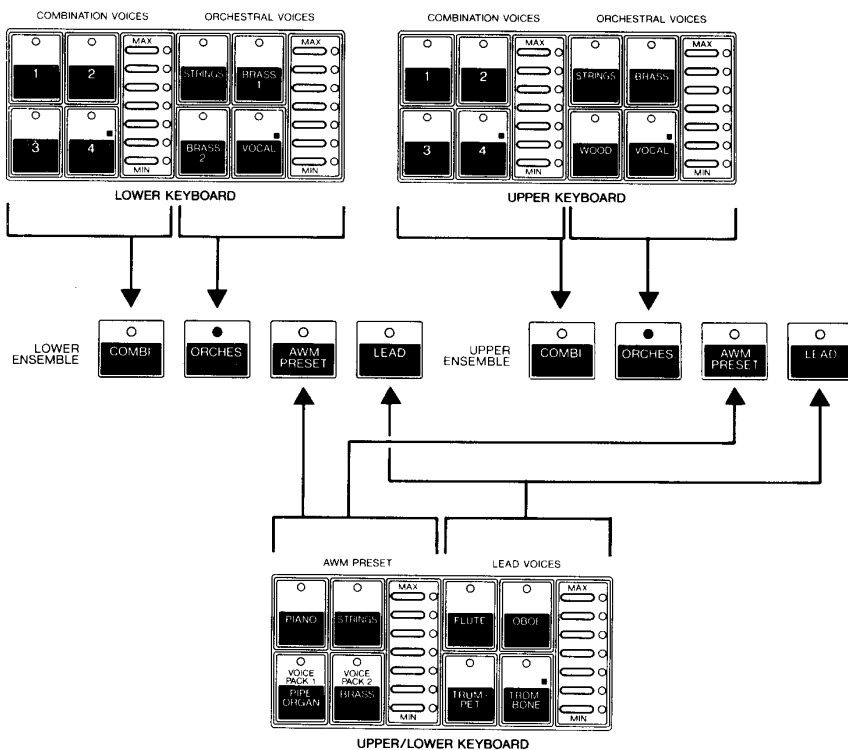 COMBINATION VOICES ORCHESTRAL VOICES
1 2 MAX STRINGS BRASS 1 MAX
3 4 MIN BRASS 2 VOCAL MIN
LOWER KEYBOARD
COMBINATION VOICES ORCHESTRAL VOICES
1 2 MAX STRINGS BRASS MAX
3 4 MIN WOOD VOCAL MIN
UPPER KEYBOARD
LOWER
ENSEMBLE
COMBI
ORCHES
AWM
PRESET
LEAD
UPPER
ENSEMBLE
COMBI
ORCHES
AWM
PRESET
LEAD
AWM PRESET LEAD VOICES
PIANO STRINGS MAX FLUTE OBOE MAX
VOICE
PACK 1
PIPE
ORGAN
VOICE
PACK 2
BRASS
MIN
TRUM-
PET
TROM
BONE
MIN
UPPER/LOWER KEYBOARD